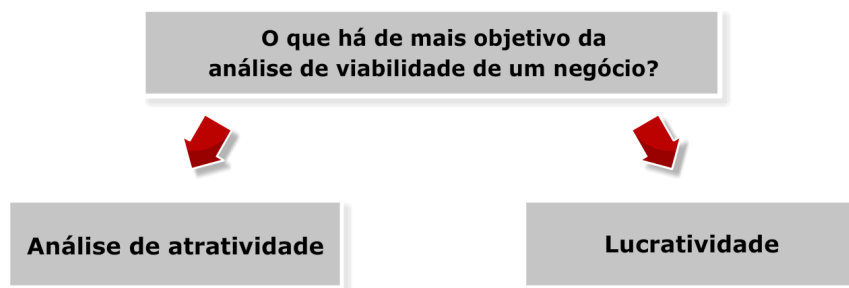 O que há de mais objetivo da
análise de viabilidade de um negócio?
Análise de atratividade
Lucratividade